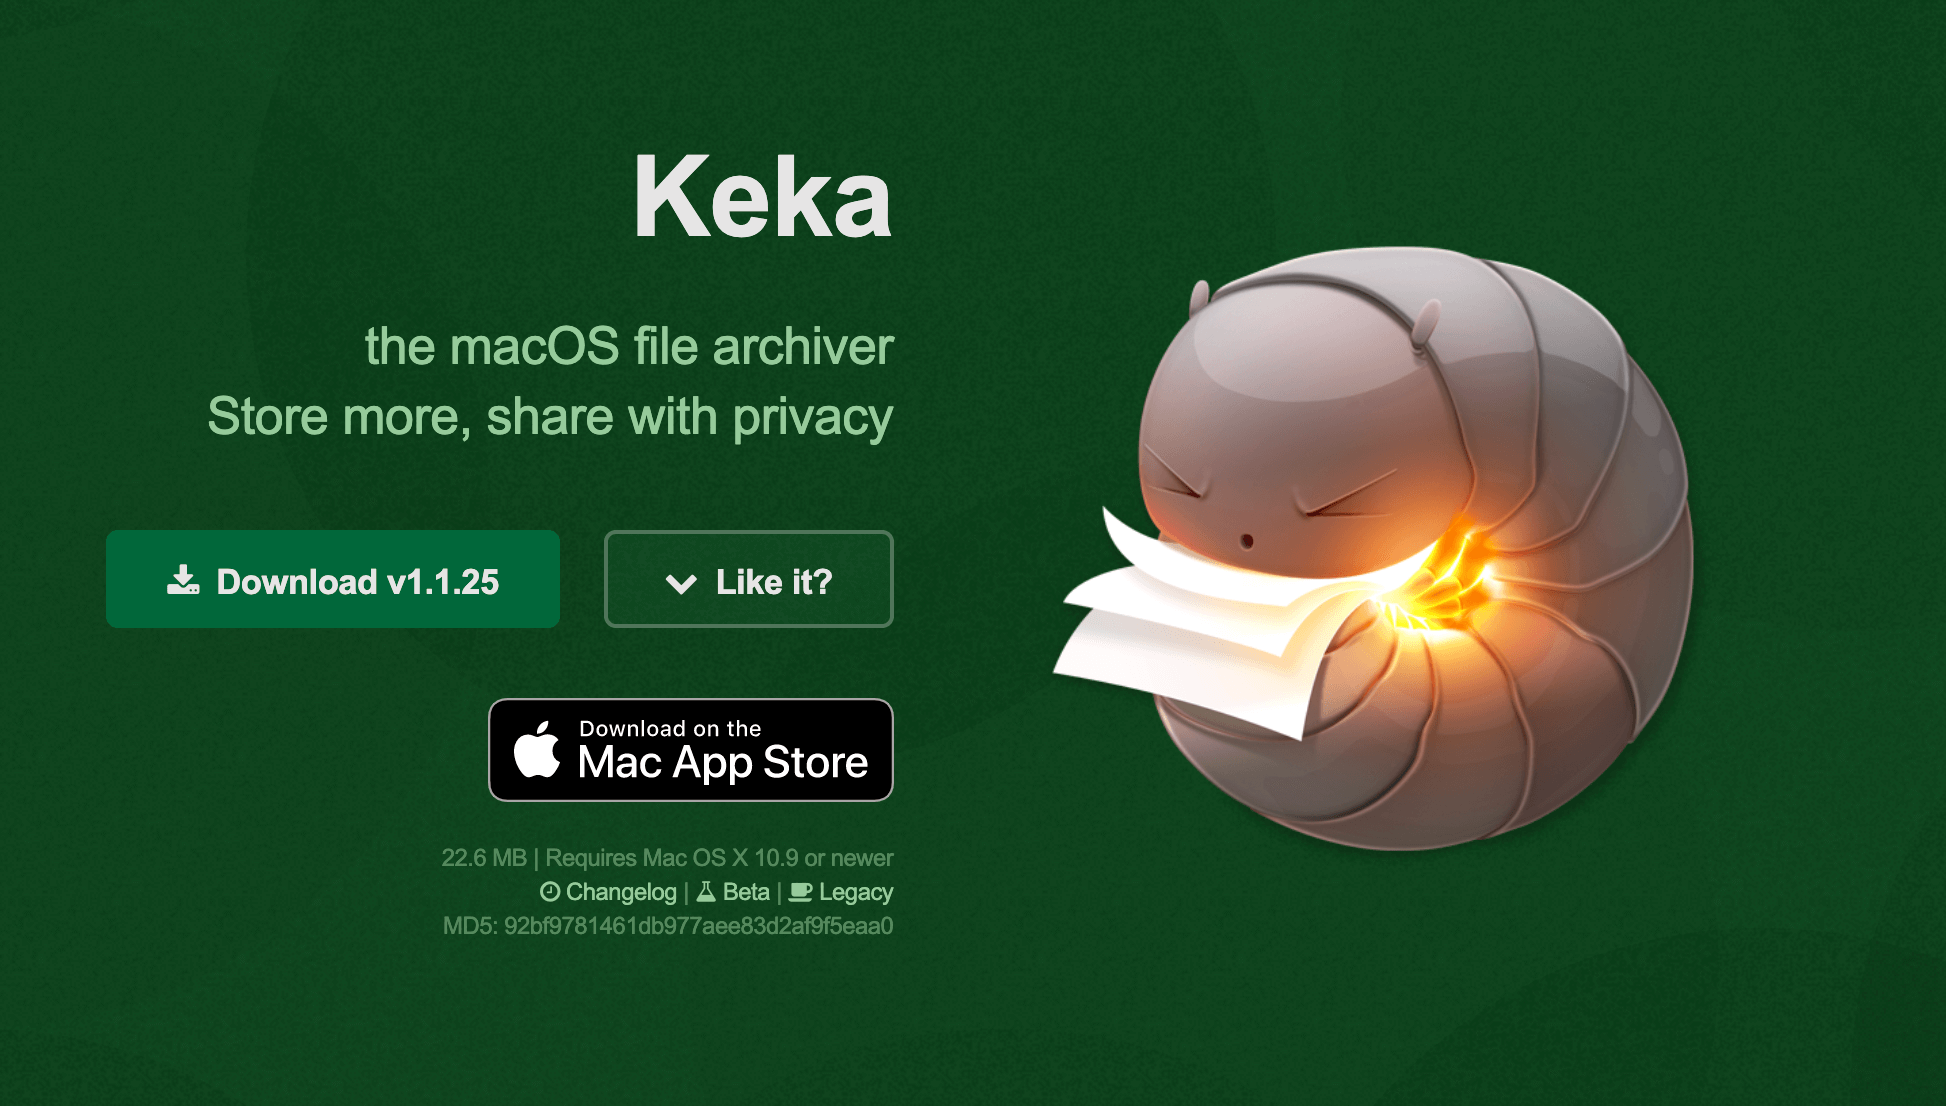 Keka
the macOS file archiver
Store more, share with privacy
Download v1.1.25
Like it?
Download on the
Mac App Store
22.6 MB | Requires Mac OS X 10.9 or newer
Changelog | Beta | Legacy
MD5: 92bf9781461db977aee83d2af9f5eaa0